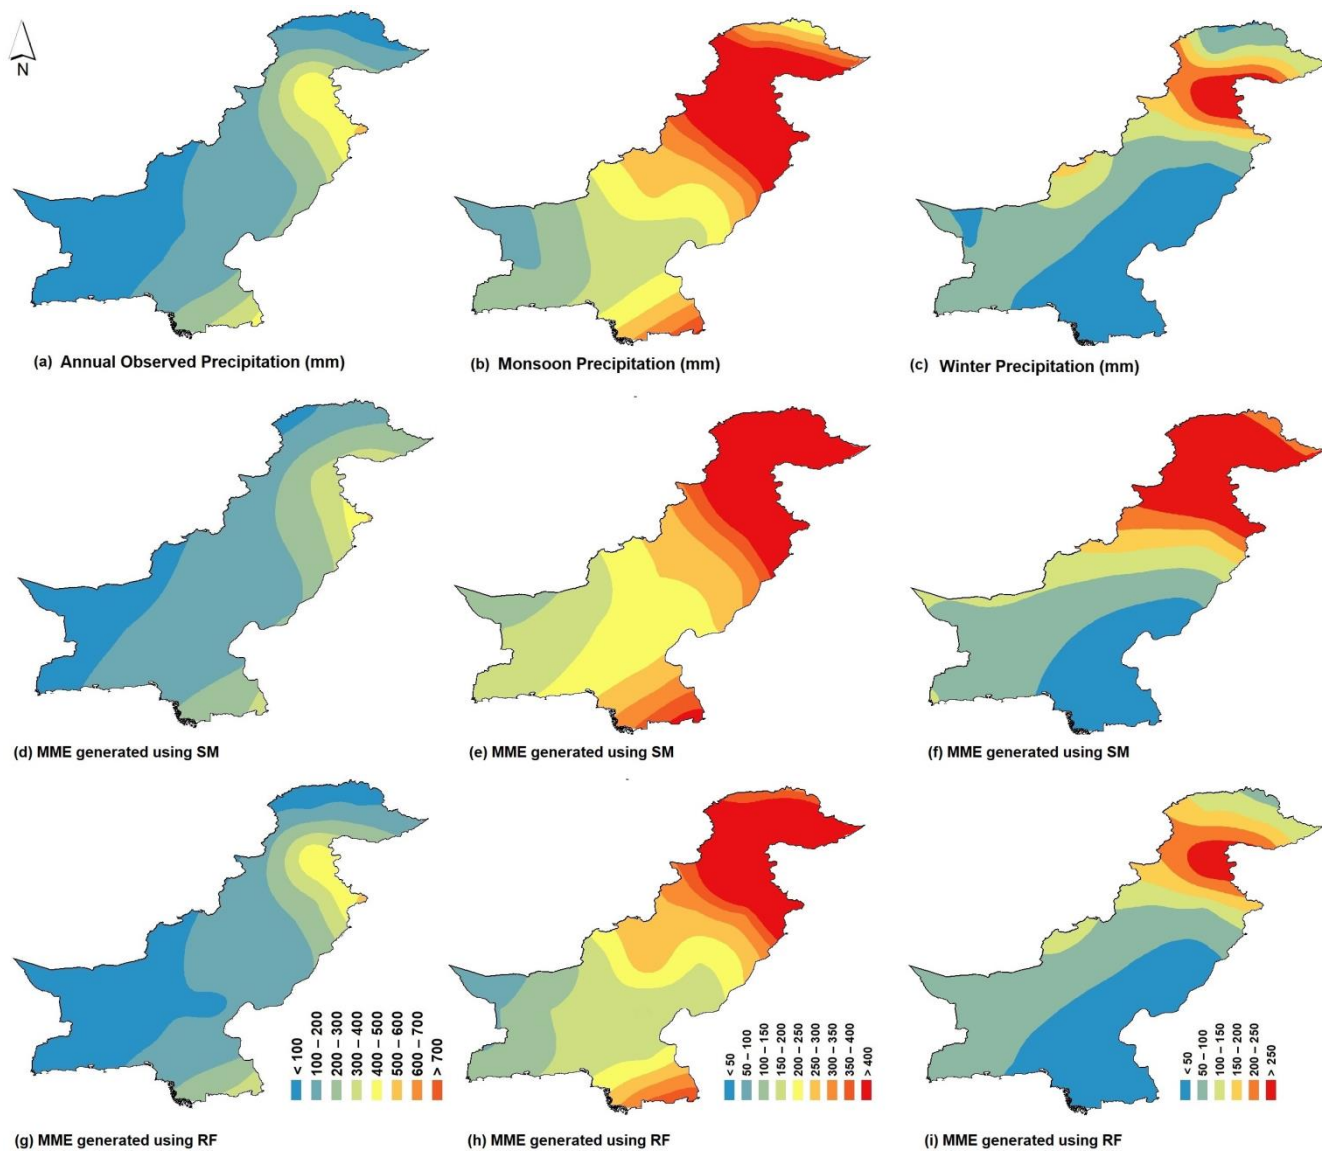 N
(a) Annual Observed Precipitation (mm)
(b) Monsoon Precipitation (mm)
(c) Winter Precipitation (mm)
(d) MME generated using SM
(e) MME generated using SM
(f) MME generated using SM
< 100
100 – 200
200 – 300
300 – 400
400 – 500
500 – 600
600 – 700
> 700
< 50
50 – 100
100 – 150
150 – 200
200 – 250
250 – 300
300 – 350
350 – 400
> 400
< 50
50 – 100
100 – 150
150 – 200
200 – 250
> 250
(g) MME generated using RF
(h) MME generated using RF
(i) MME generated using RF